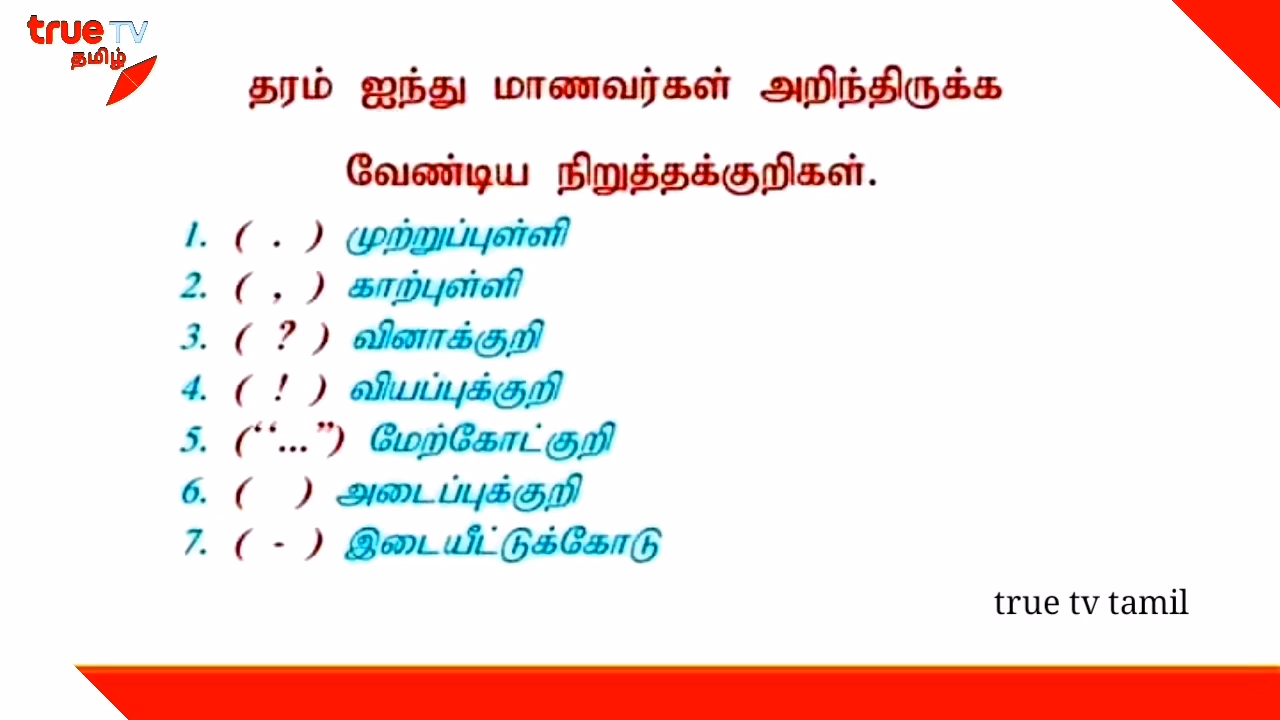 true TV
தமிழ்
தரம் ஐந்து மாணவர்கள் அறிந்திருக்க
வேண்டிய நிறுத்தக்குறிகள்.
1. ( . ) முற்றுப்புள்ளி
2. ( , ) காற்புள்ளி
3. ( ? ) வினாக்குறி
4. ( ! ) வியப்புக்குறி
5. (“...”) மேற்கோட்குறி
6. ( ) அடைப்புக்குறி
7. ( - ) இடையீட்டுக்கோடு
true tv tamil